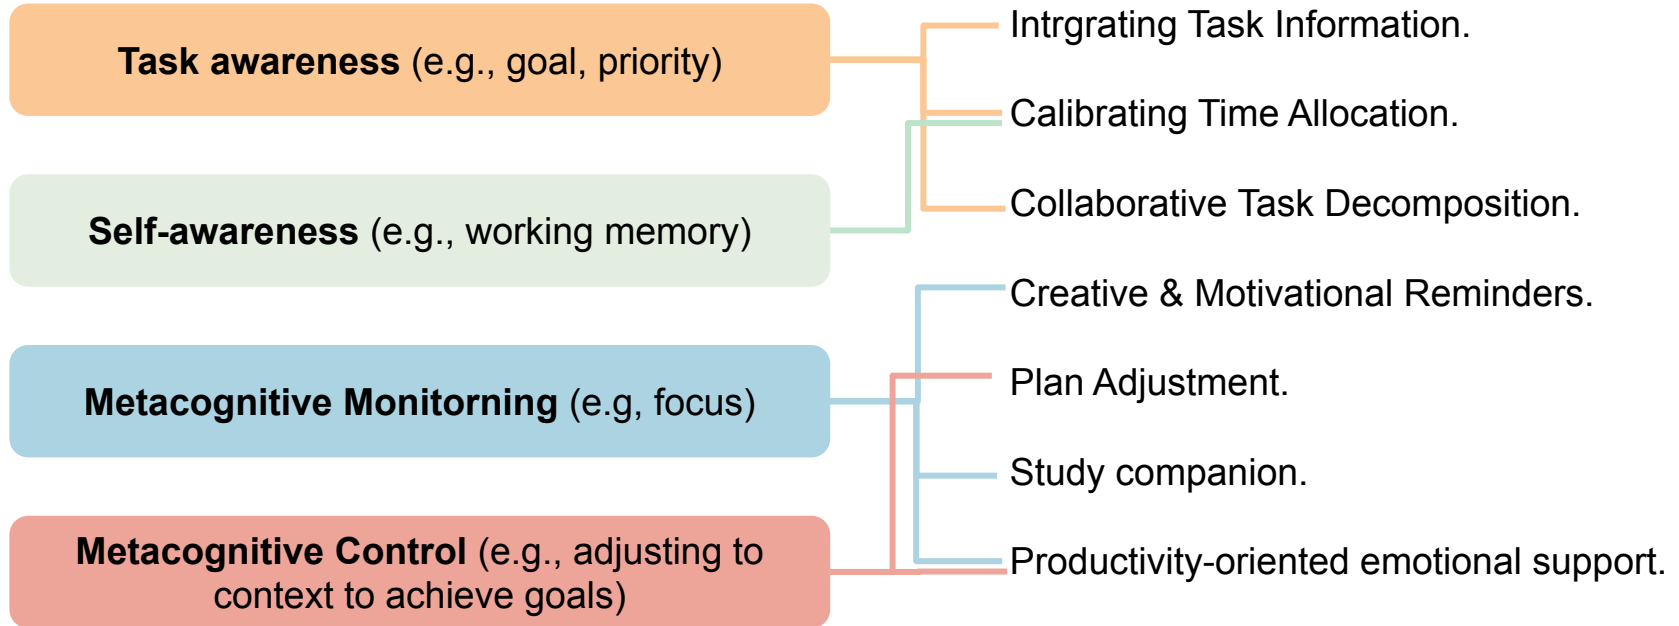 Task awareness (e.g., goal, priority)
Self-awareness (e.g., working memory)
Metacognitive Monitorning (e.g, focus)
Metacognitive Control (e.g., adjusting to
context to achieve goals)
Intrgrating Task Information.
Calibrating Time Allocation.
Collaborative Task Decomposition.
Creative & Motivational Reminders.
Plan Adjustment.
Study companion.
Productivity-oriented emotional support.